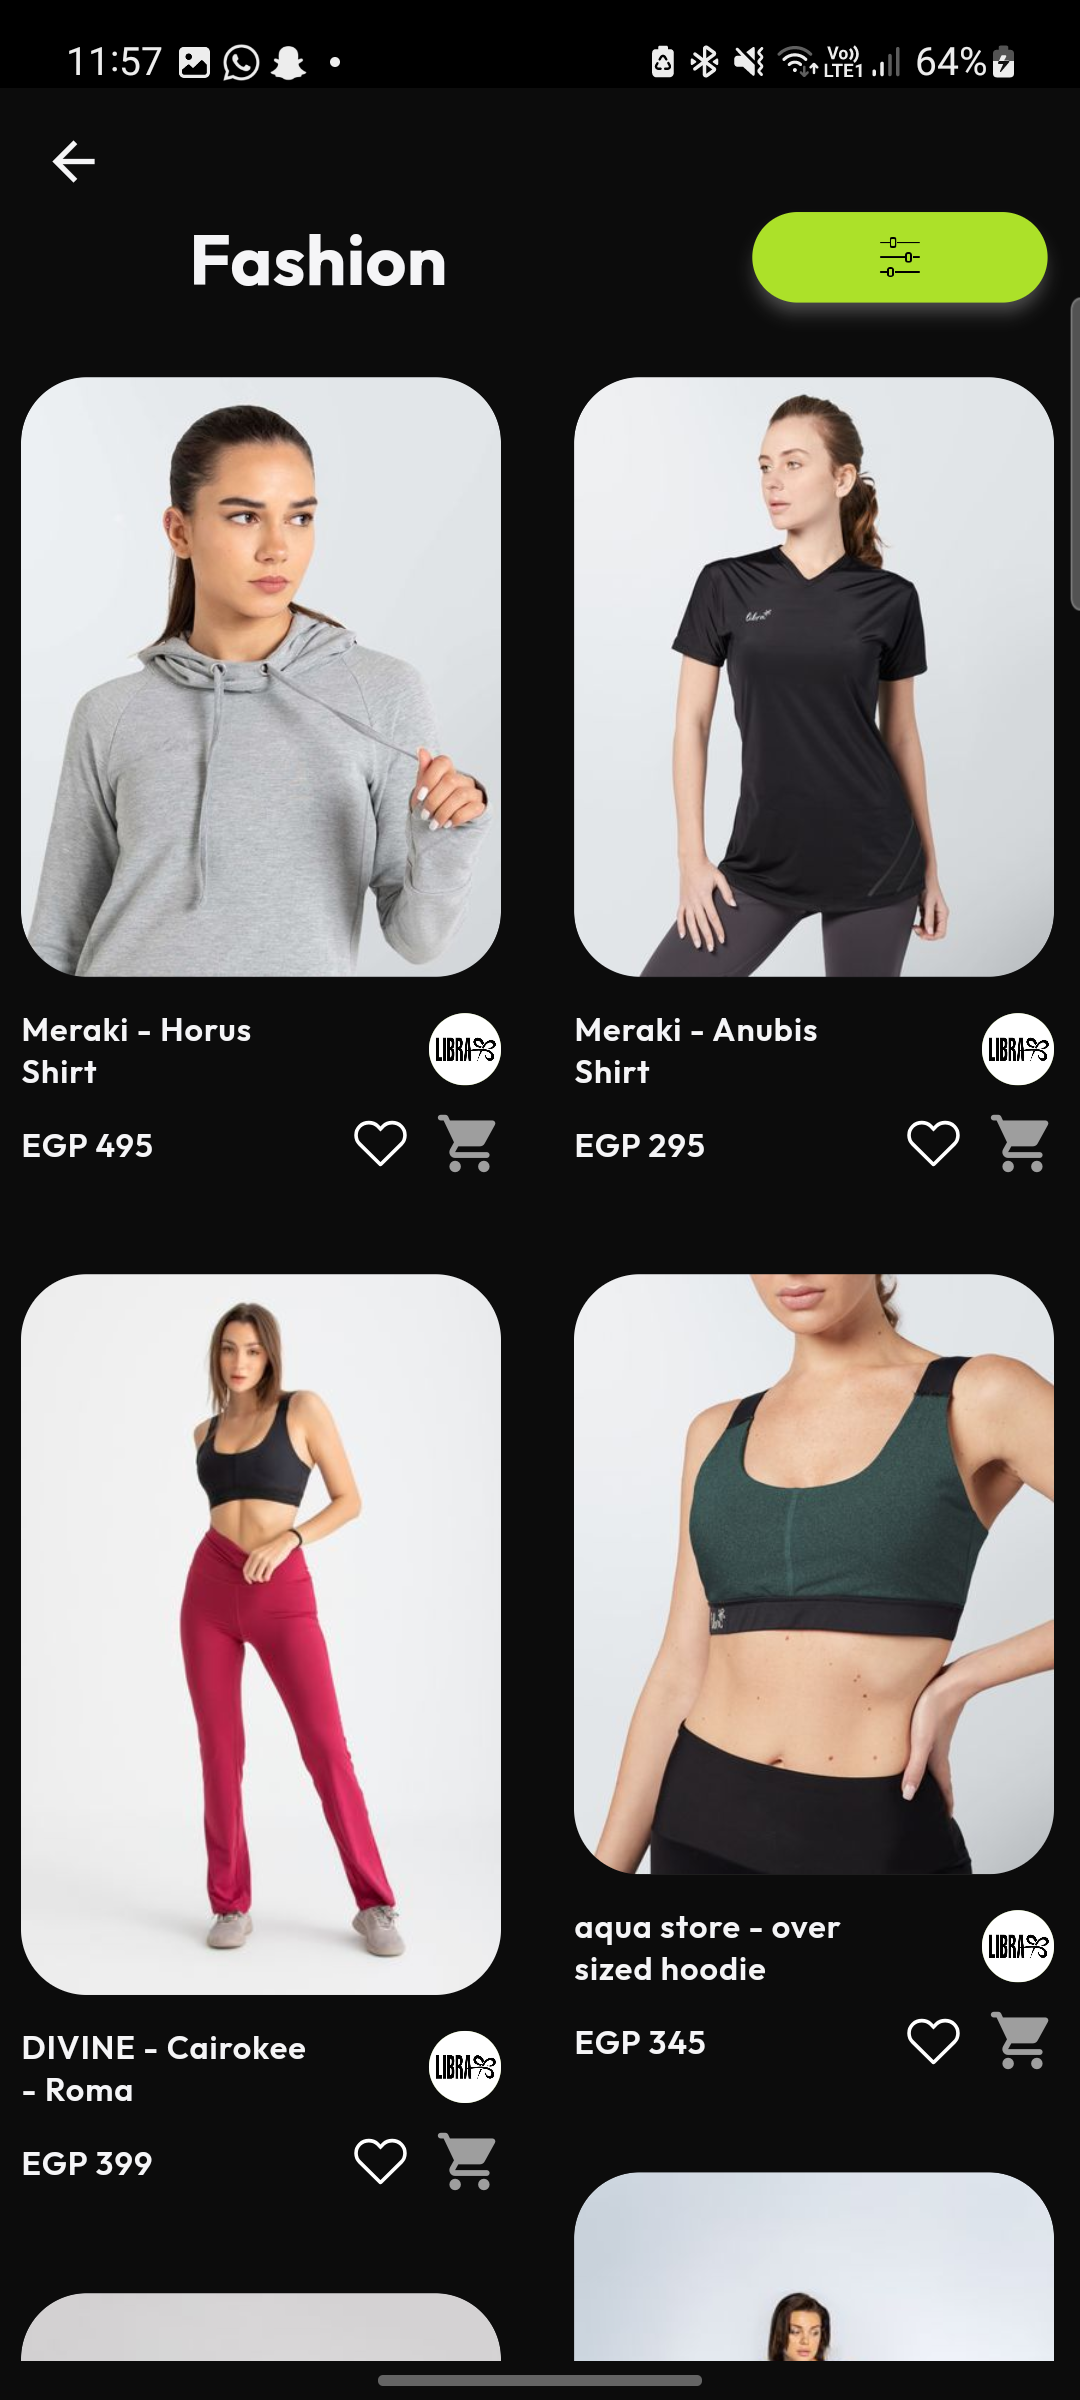 11:57
Vo))
LTE1
64%
Fashion
libra
Meraki - Horus
Shirt
LIBRA
EGP 495
Meraki - Anubis
Shirt
LIBRA
EGP 295
DIVINE - Cairokee
- Roma
LIBRA
EGP 399
aqua store - over
sized hoodie
LIBRA
EGP 345